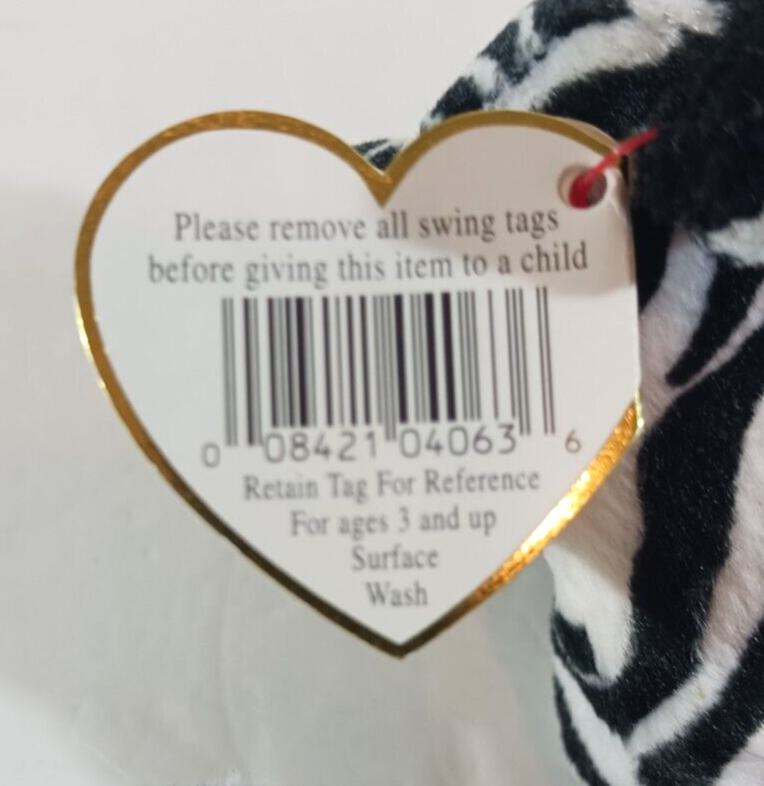 Please remove all swing tags
before giving this item to a child
0 08421 04063 6
Retain Tag For Reference
For ages 3 and up
Surface
Wash